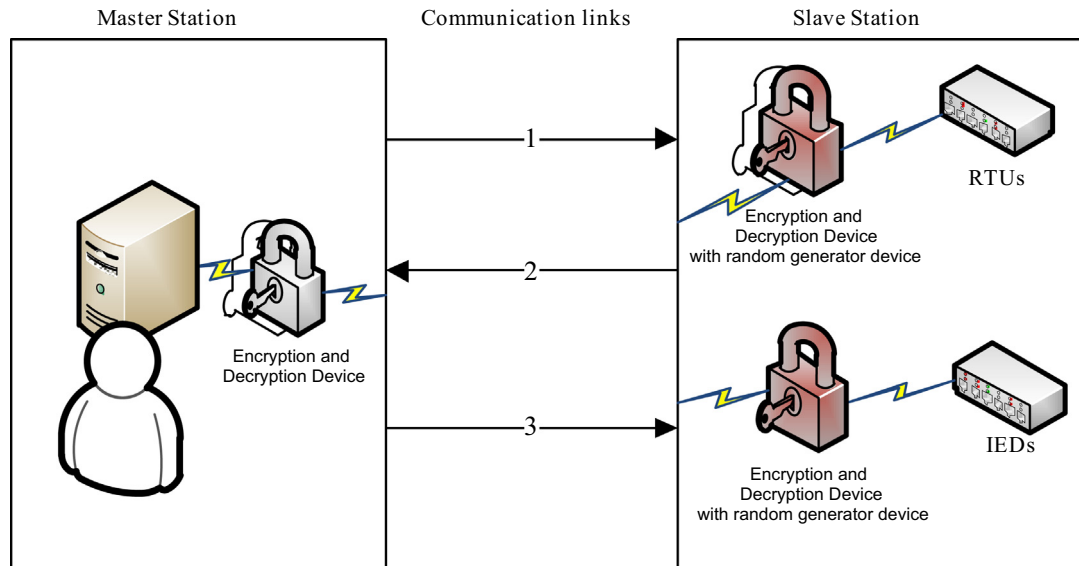 Master Station
Communication links
Slave Station
1
RTUs
Encryption and
Decryption Device
with random generator device
2
Encryption and
Decryption Device
3
IEDs
Encryption and
Decryption Device
with random generator device